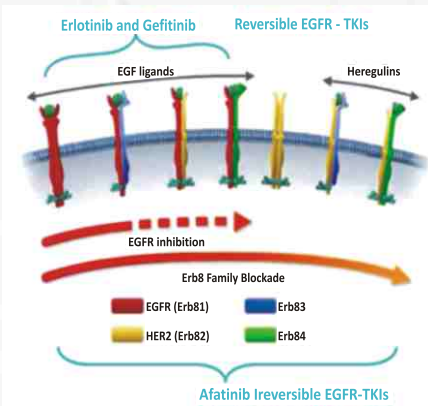 Erlotinib and Gefitinib Reversible EGFR - TKIs
EGF ligands Heregulins
EGFR inhibition
Erb8 Family Blockade
EGFR (Erb81) Erb83
HER2 (Erb82) Erb84
Afatinib Ireversible EGFR-TKIs